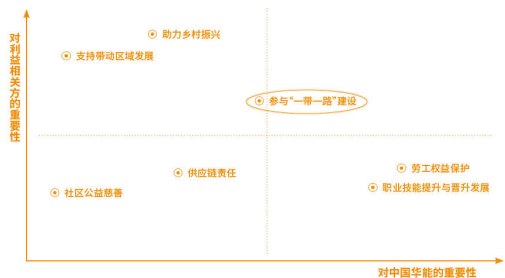 对利益相关方的重要性
助力乡村振兴
支持带动区域发展
参与“一带一路”建设
供应链责任
社区公益慈善
劳工权益保护
职业技能提升与晋升发展
对中国华能的重要性